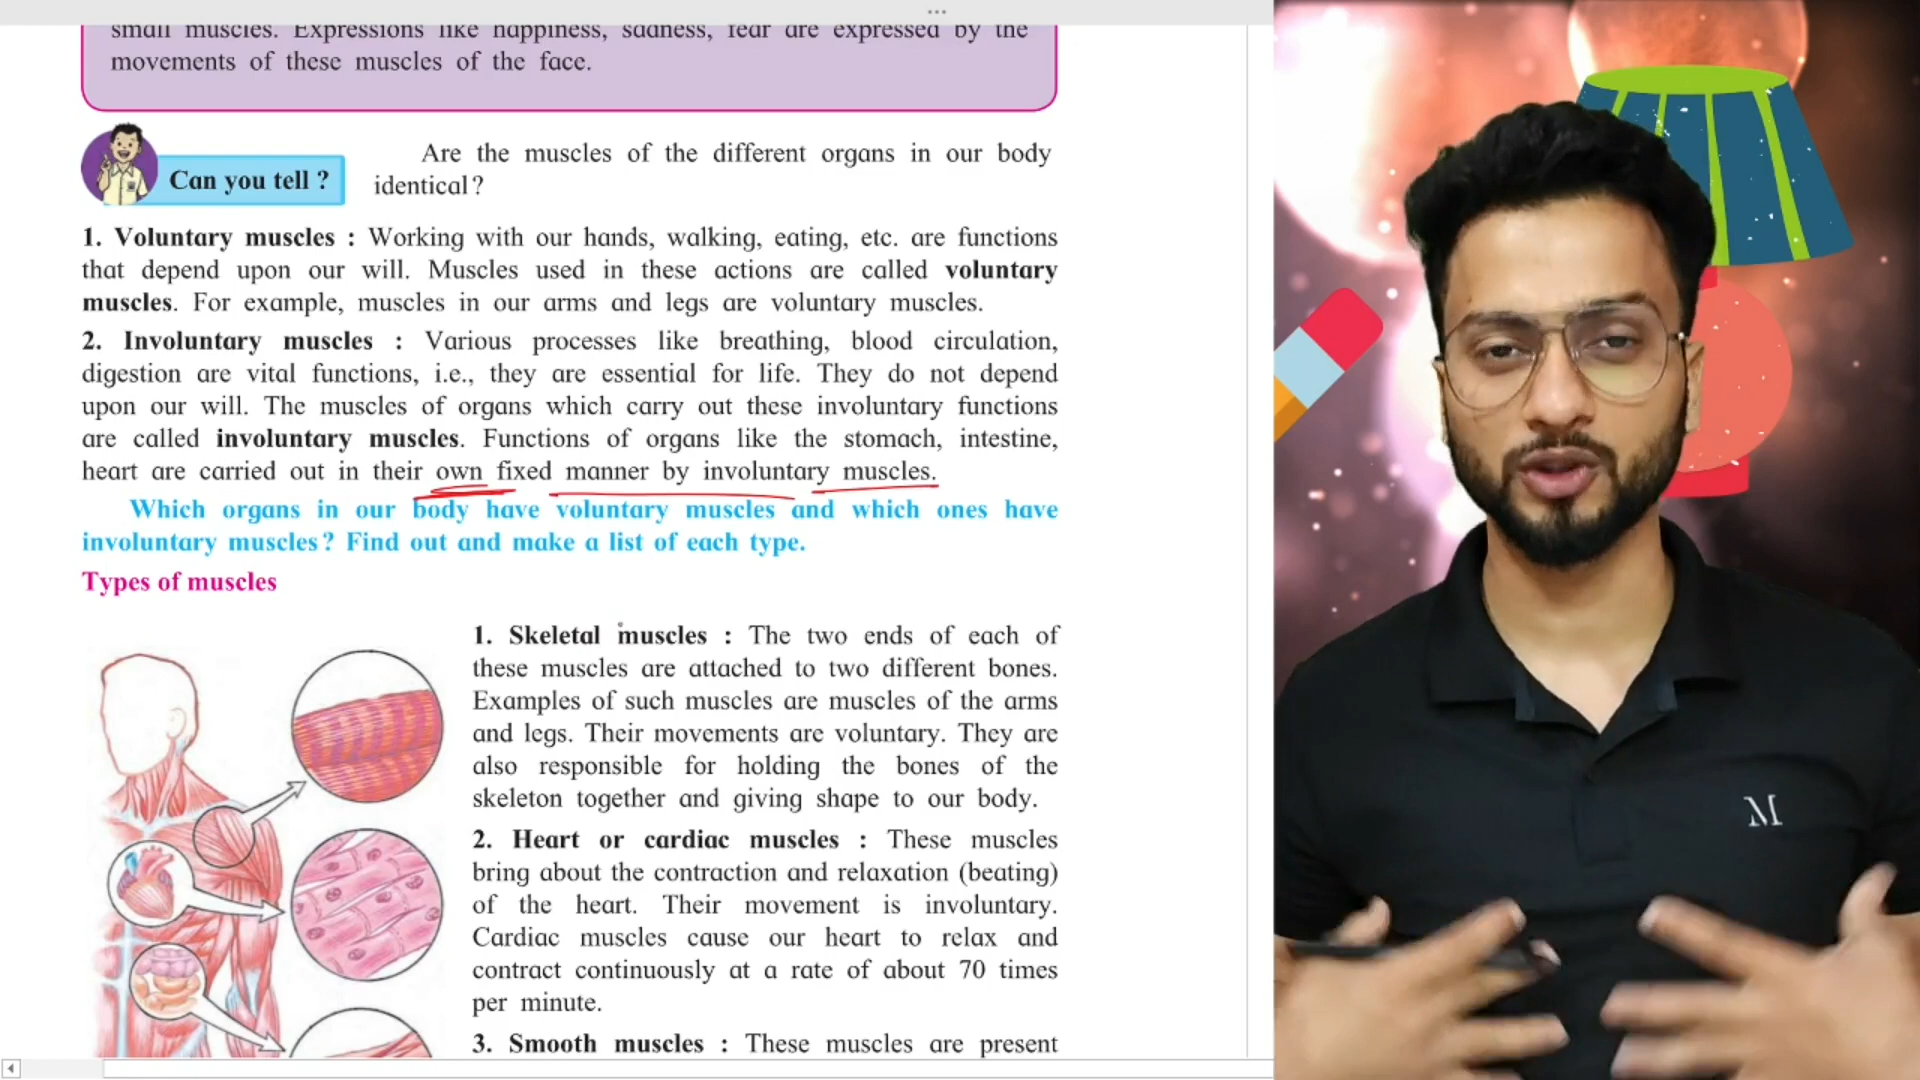 small muscles. Expressions like happiness, sadness, fear are expressed by the
movements of these muscles of the face.
Can you tell ?
Are the muscles of the different organs in our body
identical?
1. Voluntary muscles : Working with our hands, walking, eating, etc. are functions
that depend upon our will. Muscles used in these actions are called voluntary
muscles. For example, muscles in our arms and legs are voluntary muscles.
2. Involuntary muscles : Various processes like breathing, blood circulation,
digestion are vital functions, i.e., they are essential for life. They do not depend
upon our will. The muscles of organs which carry out these involuntary functions
are called involuntary muscles. Functions of organs like the stomach, intestine,
heart are carried out in their own fixed manner by involuntary muscles.
Which organs in our body have voluntary muscles and which ones have
involuntary muscles? Find out and make a list of each type.
Types of muscles
1. Skeletal muscles : The two ends of each of
these muscles are attached to two different bones.
Examples of such muscles are muscles of the arms
and legs. Their movements are voluntary. They are
also responsible for holding the bones of the
skeleton together and giving shape to our body.
2. Heart or cardiac muscles : These muscles
bring about the contraction and relaxation (beating)
of the heart. Their movement is involuntary.
Cardiac muscles cause our heart to relax and
contract continuously at a rate of about 70 times
per minute.
3. Smooth muscles : These muscles are present
M